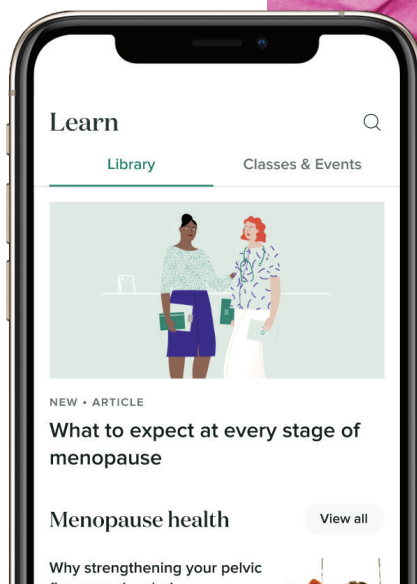 Learn
Library
Classes & Events
NEW • ARTICLE
What to expect at every stage of
menopause
Menopause health
View all
Why strengthening your pelvic